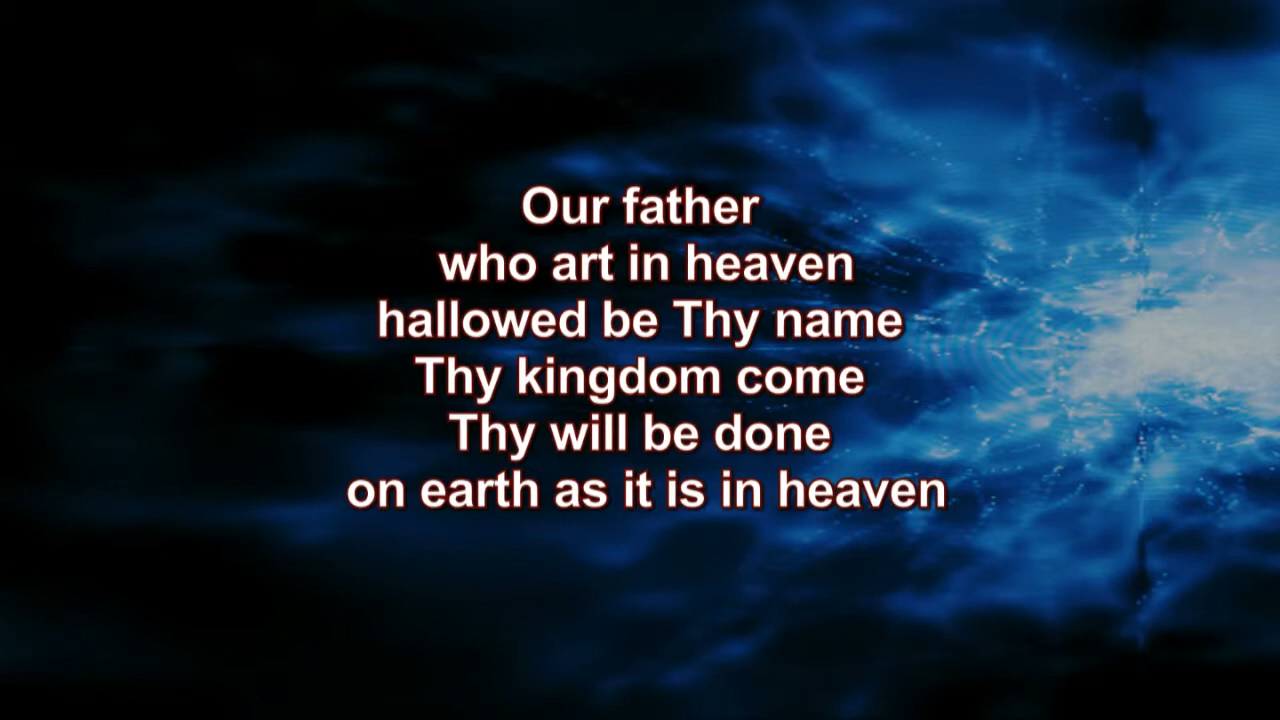 Our father
who art in heaven
hallowed be Thy name
Thy kingdom come
Thy will be done
on earth as it is in heaven